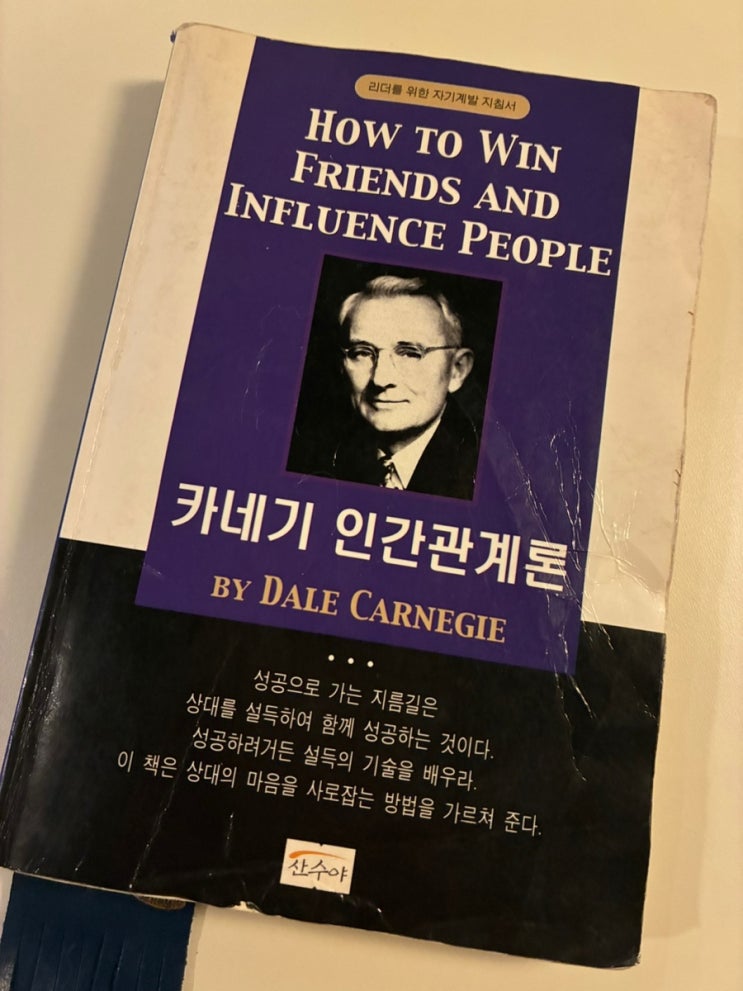 리더를 위한 자기계발 지침서
HOW TO WIN
FRIENDS AND
INFLUENCE PEOPLE
카네기 인간관계론
BY DALE CARNEGIE
• • •
성공으로 가는 지름길은
상대를 설득하여 함께 성공하는 것이다.
성공하려거든 설득의 기술을 배우라.
이 책은 상대의 마음을 사로잡는 방법을 가르쳐 준다.
산수야